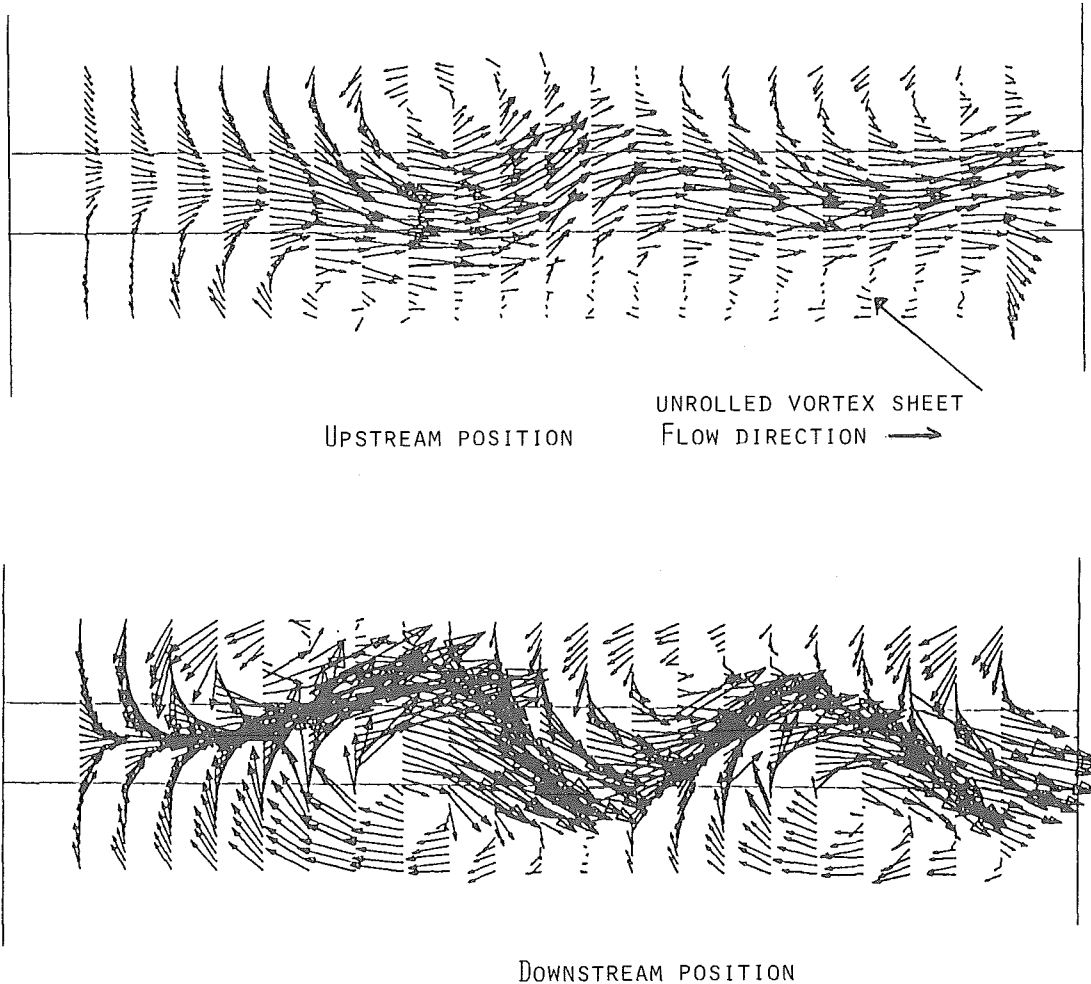 UNROLLED VORTEX SHEET
UPSTREAM POSITION
FLOW DIRECTION
DOWNSTREAM POSITION